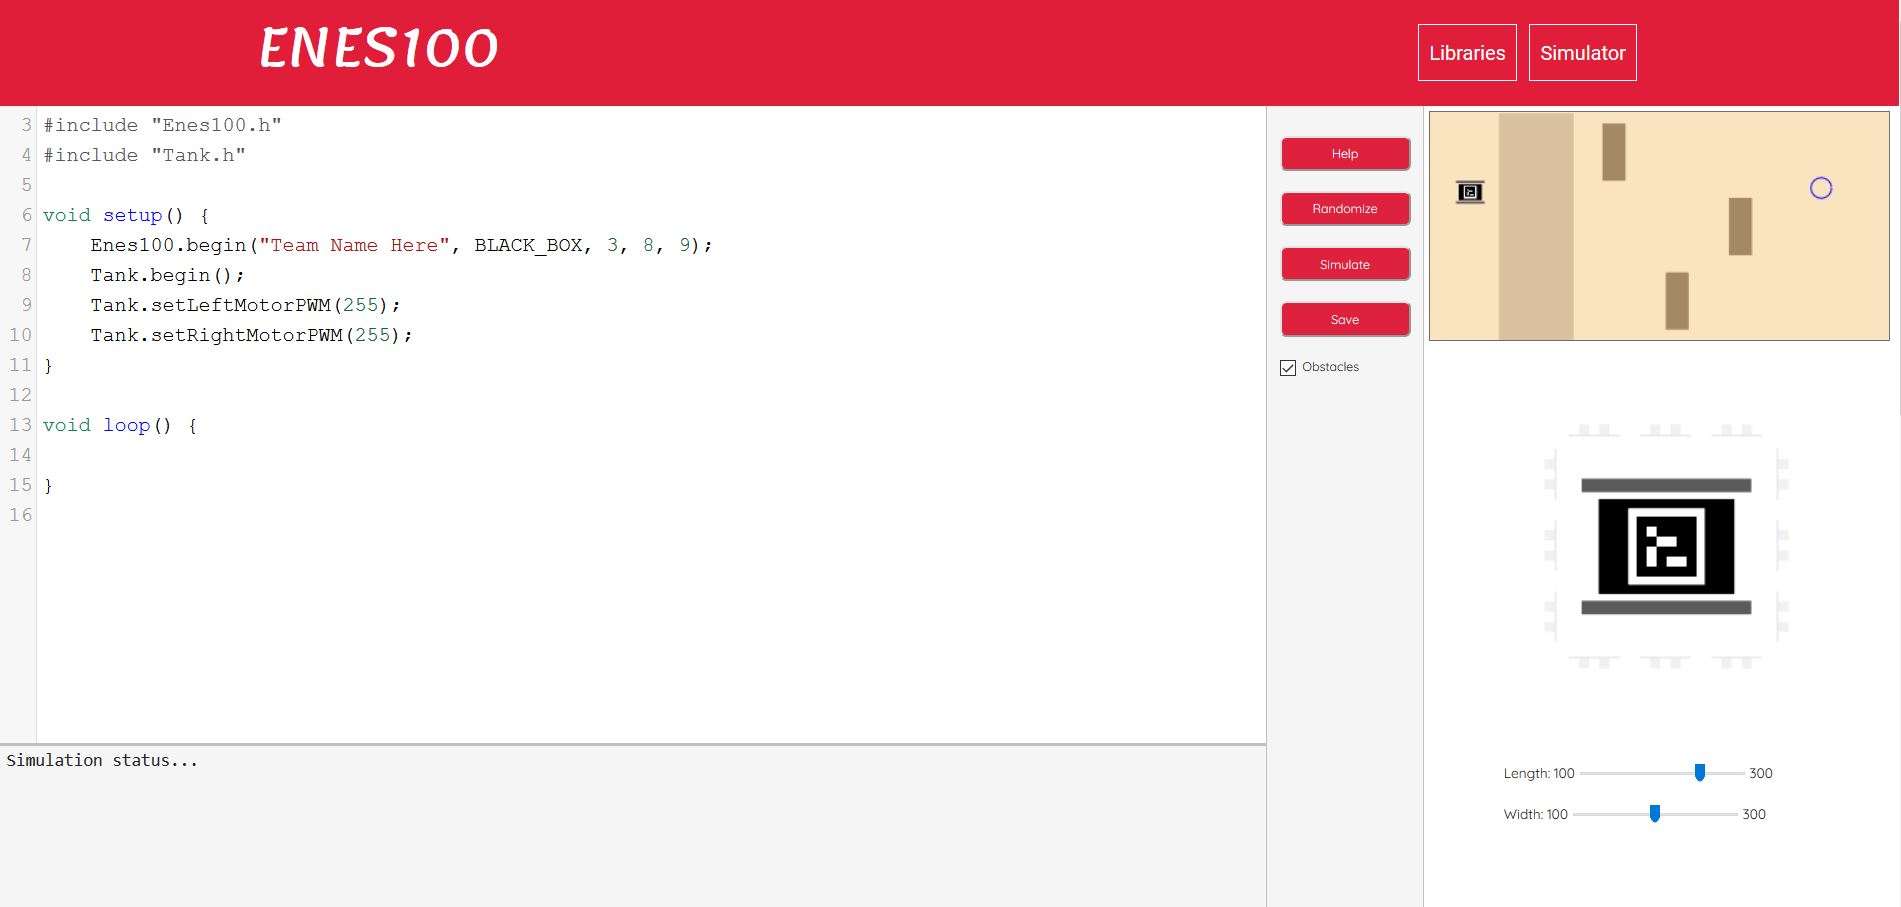 ENES100
Libraries
Simulator
3 #include "Enes100.h"
4 #include "Tank.h"
5
6 void setup() {
7     Enes100.begin("Team Name Here", BLACK_BOX, 3, 8, 9);
8     Tank.begin();
9     Tank.setLeftMotorPWM(255);
10     Tank.setRightMotorPWM(255);
11 }
12
13 void loop() {
14
15 }
16
Simulation status...
Help
Randomize
Simulate
Save
Obstacles
Length: 100 300
Width: 100 300